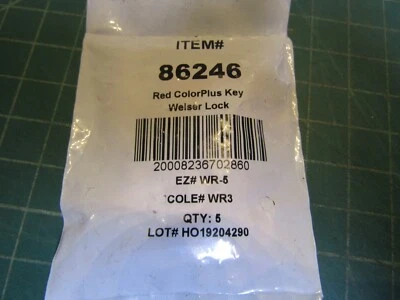 ITEM#
86246
Red ColorPlus Key
Weiser Lock
20008236702860
EZ# WR-5
COLE# WR3
QTY: 5
LOT# HO19204290